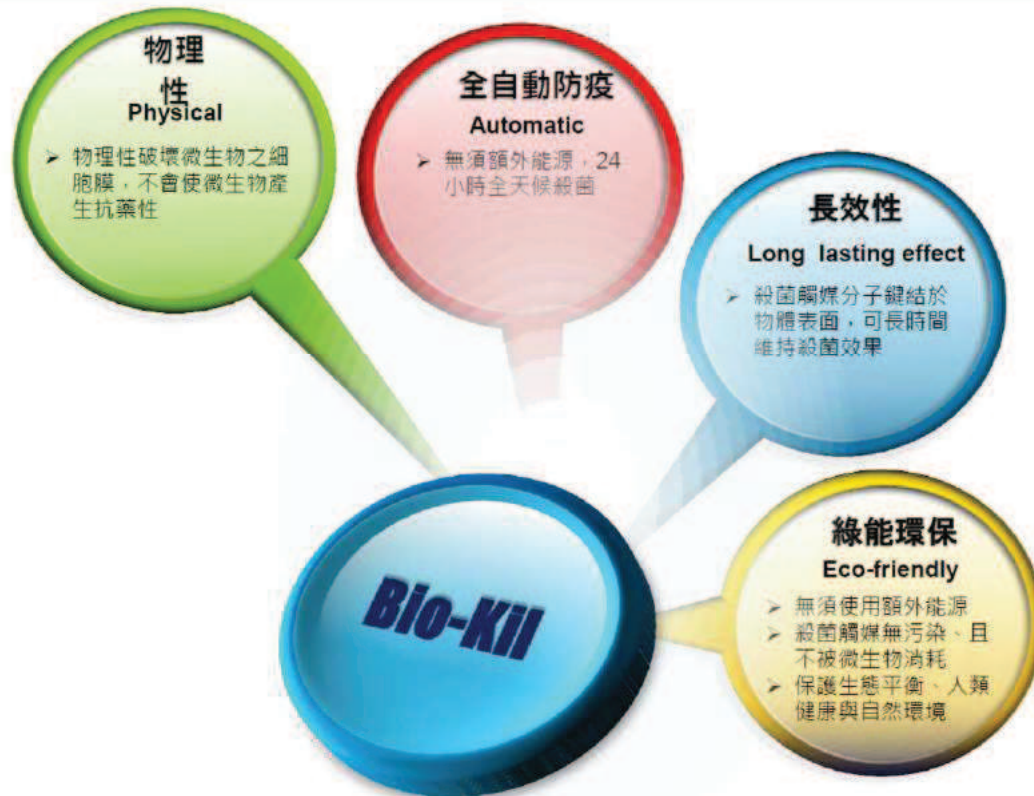 物理
性
Physical
➢ 物理性破壞微生物之細
胞膜，不會使微生物產
生抗藥性
全自動防疫
Automatic
➢ 無須額外能源，24
小時全天候殺菌
長效性
Long lasting effect
➢ 殺菌觸媒分子鍵結於
物體表面，可長時間
維持殺菌效果
綠能環保
Eco-friendly
➢ 無須使用額外能源
➢ 殺菌觸媒無污染、且
不被微生物消耗
➢ 保護生態平衡、人類
健康與自然環境
Bio-Kil